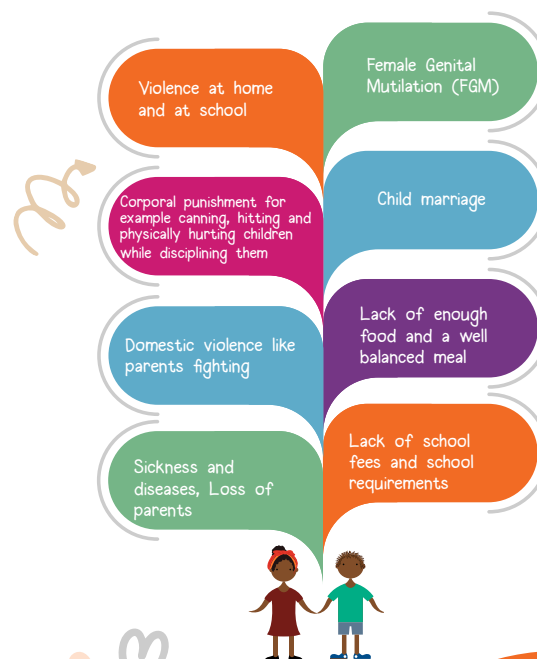 Violence at home
and at school
Female Genital
Mutilation (FGM)
Corporal punishment for
example canning, hitting and
physically hurting children
while disciplining them
Child marriage
Domestic violence like
parents fighting
Lack of enough
food and a well
balanced meal
Sickness and
diseases, Loss of
parents
Lack of school
fees and school
requirements